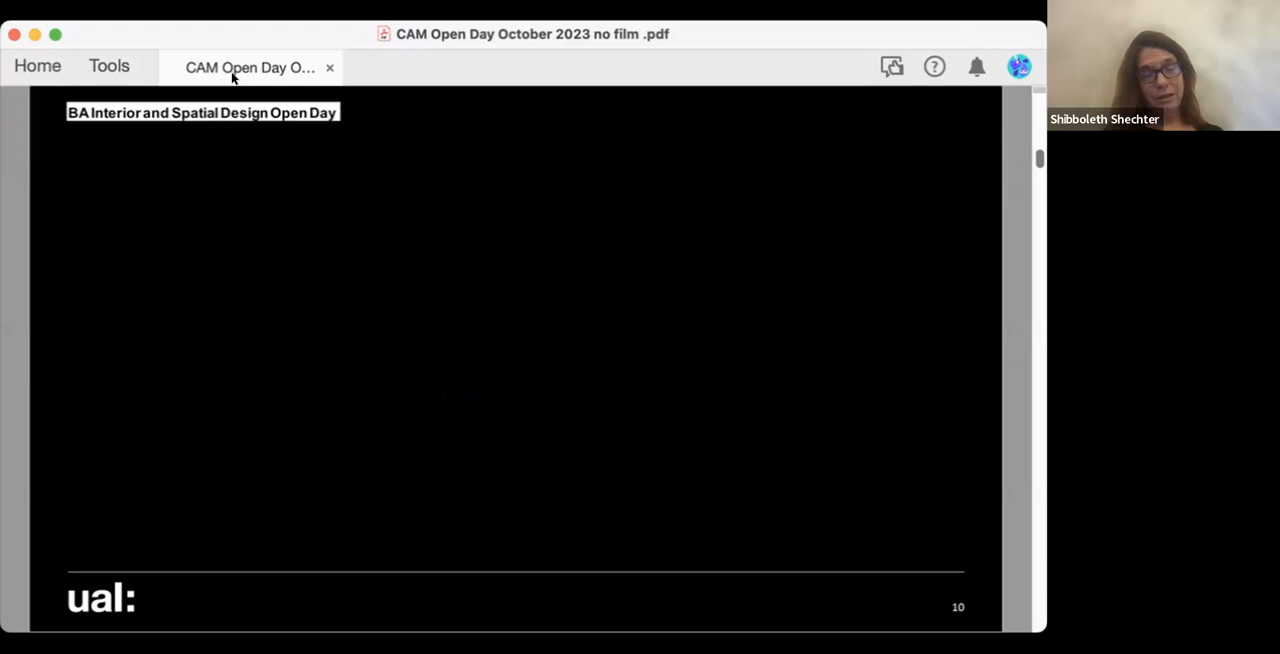 CAM Open Day October 2023 no film .pdf
Home
Tools
CAM Open Day O...
Shibboleth Shechter
BA Interior and Spatial Design Open Day
ual:
10